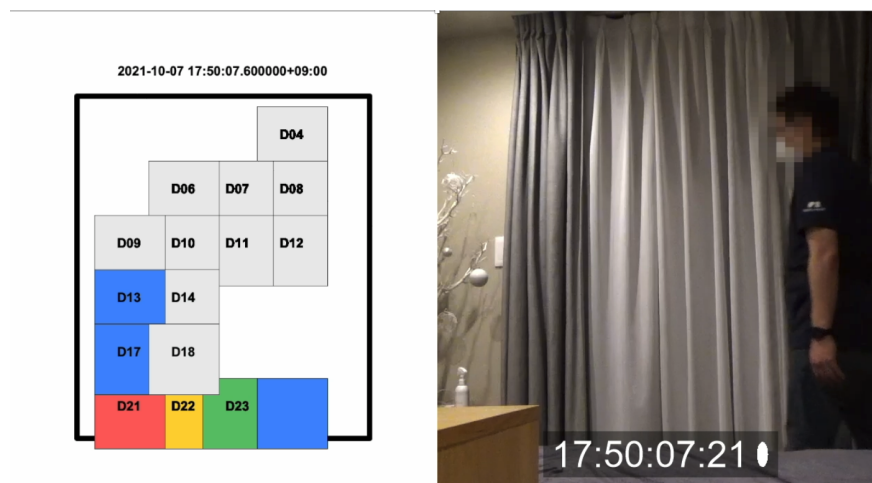 2021-10-07 17:50:07.600000+09:00
D04
D06 D07 D08
D09 D10 D11 D12
D13 D14
D17 D18
D21 D22 D23
17:50:07:21